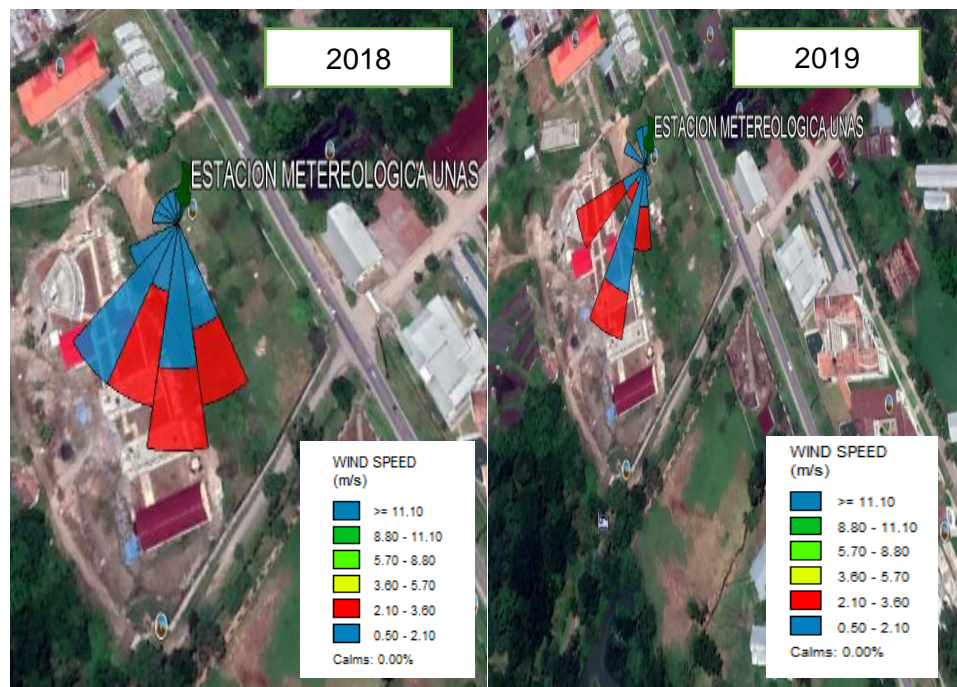 2018
2019
ESTACION METEREOLOGICA UNAS
ESTACION METEREOLOGICA UNAS
WIND SPEED
(m/s)
>= 11.10
8.80 - 11.10
5.70 - 8.80
3.60 - 5.70
2.10 - 3.60
0.50 - 2.10
Calms: 0.00%
WIND SPEED
(m/s)
>= 11.10
8.80 - 11.10
5.70 - 8.80
3.60 - 5.70
2.10 - 3.60
0.50 - 2.10
Calms: 0.00%